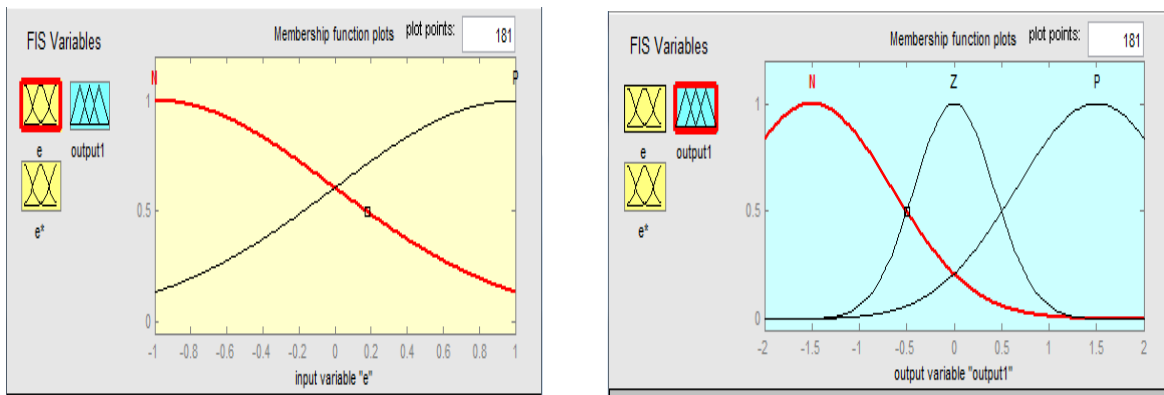 FIS Variables
Membership function plots plot points: 181
N P
1
e output1
0.5
e*
0
-1 -0.8 -0.6 -0.4 -0.2 0 0.2 0.4 0.6 0.8 1
input variable "e"
FIS Variables
Membership function plots plot points: 181
N Z P
1
e output1
0.5
e*
0
-2 -1.5 -1 -0.5 0 0.5 1 1.5 2
output variable "output1"